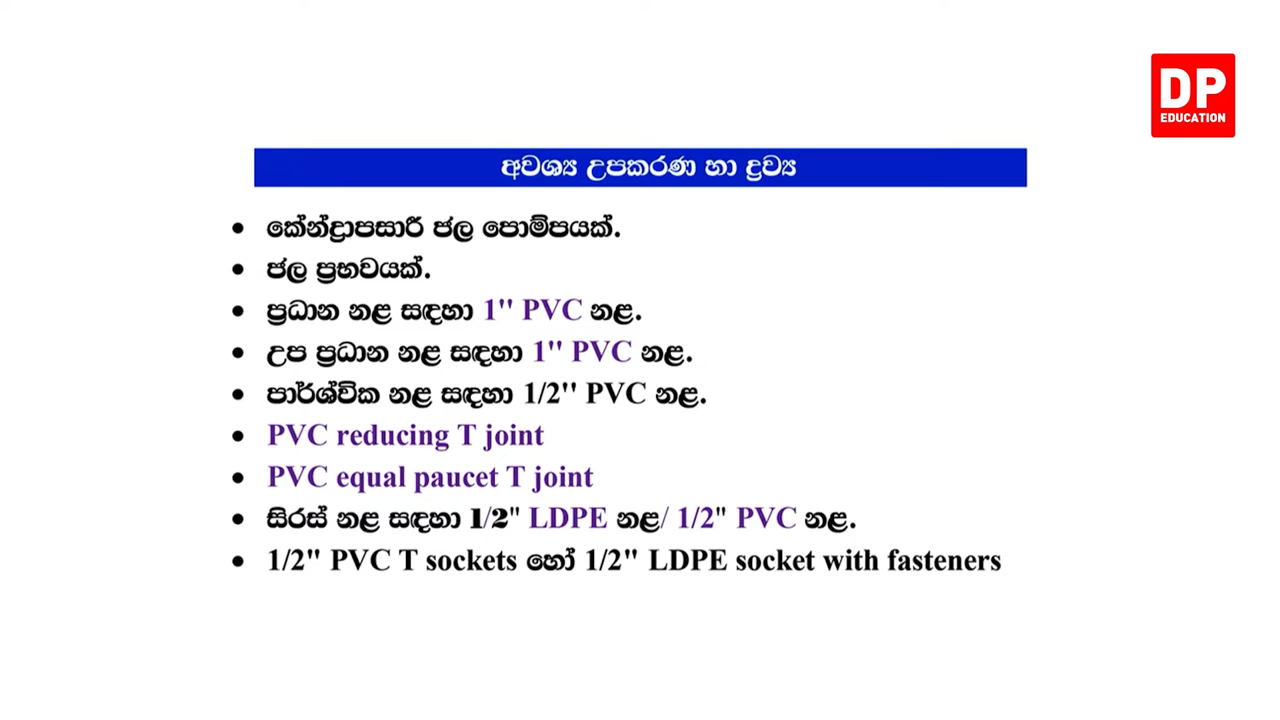 DP
EDUCATION
අවශ්‍ය උපකරණ හා ද්‍රව්‍ය
• කේන්ද්‍රාපසාරී ජල පොම්පයක්.
• ජල ප්‍රභවයක්.
• ප්‍රධාන නළ සඳහා 1'' PVC නළ.
• උප ප්‍රධාන නළ සඳහා 1'' PVC නළ.
• පාර්ශ්වික නළ සඳහා 1/2'' PVC නළ.
• PVC reducing T joint
• PVC equal paucet T joint
• සිරස් නළ සඳහා 1/2" LDPE නළ/ 1/2" PVC නළ.
• 1/2" PVC T sockets හෝ 1/2" LDPE socket with fasteners